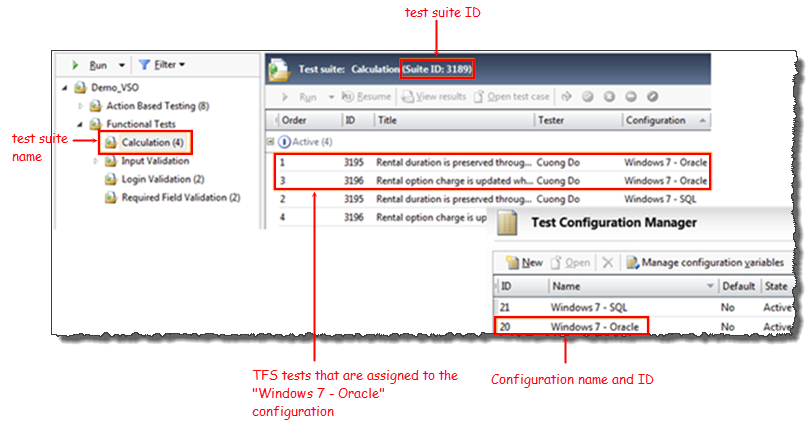 test suite ID
Run Filter
Test suite: Calculation (Suite ID: 3189)
Demo_VSO
Run Resume View results Open test case
Action Based Testing (8)
Order ID Title Tester Configuration
Functional Tests
test suite name
Calculation (4)
Active (4)
Input Validation
1 3195 Rental duration is preserved throug... Cuong Do Windows 7 - Oracle
Login Validation (2)
3 3196 Rental option charge is updated wh... Cuong Do Windows 7 - Oracle
Required Field Validation (2)
2 3195 Rental duration is preserved throug... Cuong Do Windows 7 - SQL
4 3196 Rental option charge is up
Test Configuration Manager
New Open Manage configuration variables
ID Name Default State
21 Windows 7 - SQL No Active
20 Windows 7 - Oracle No Active
TFS tests that are assigned to the
"Windows 7 - Oracle"
configuration
Configuration name and ID